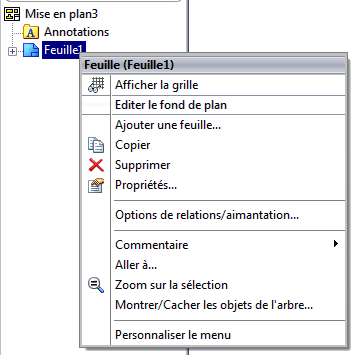 Mise en plan3
Annotations
Feuille1
Feuille (Feuille1)
Afficher la grille
Editer le fond de plan
Ajouter une feuille...
Copier
Supprimer
Propriétés...
Options de relations/aimantation...
Commentaire
Aller à...
Zoom sur la sélection
Montrer/Cacher les objets de l'arbre...
Personnaliser le menu